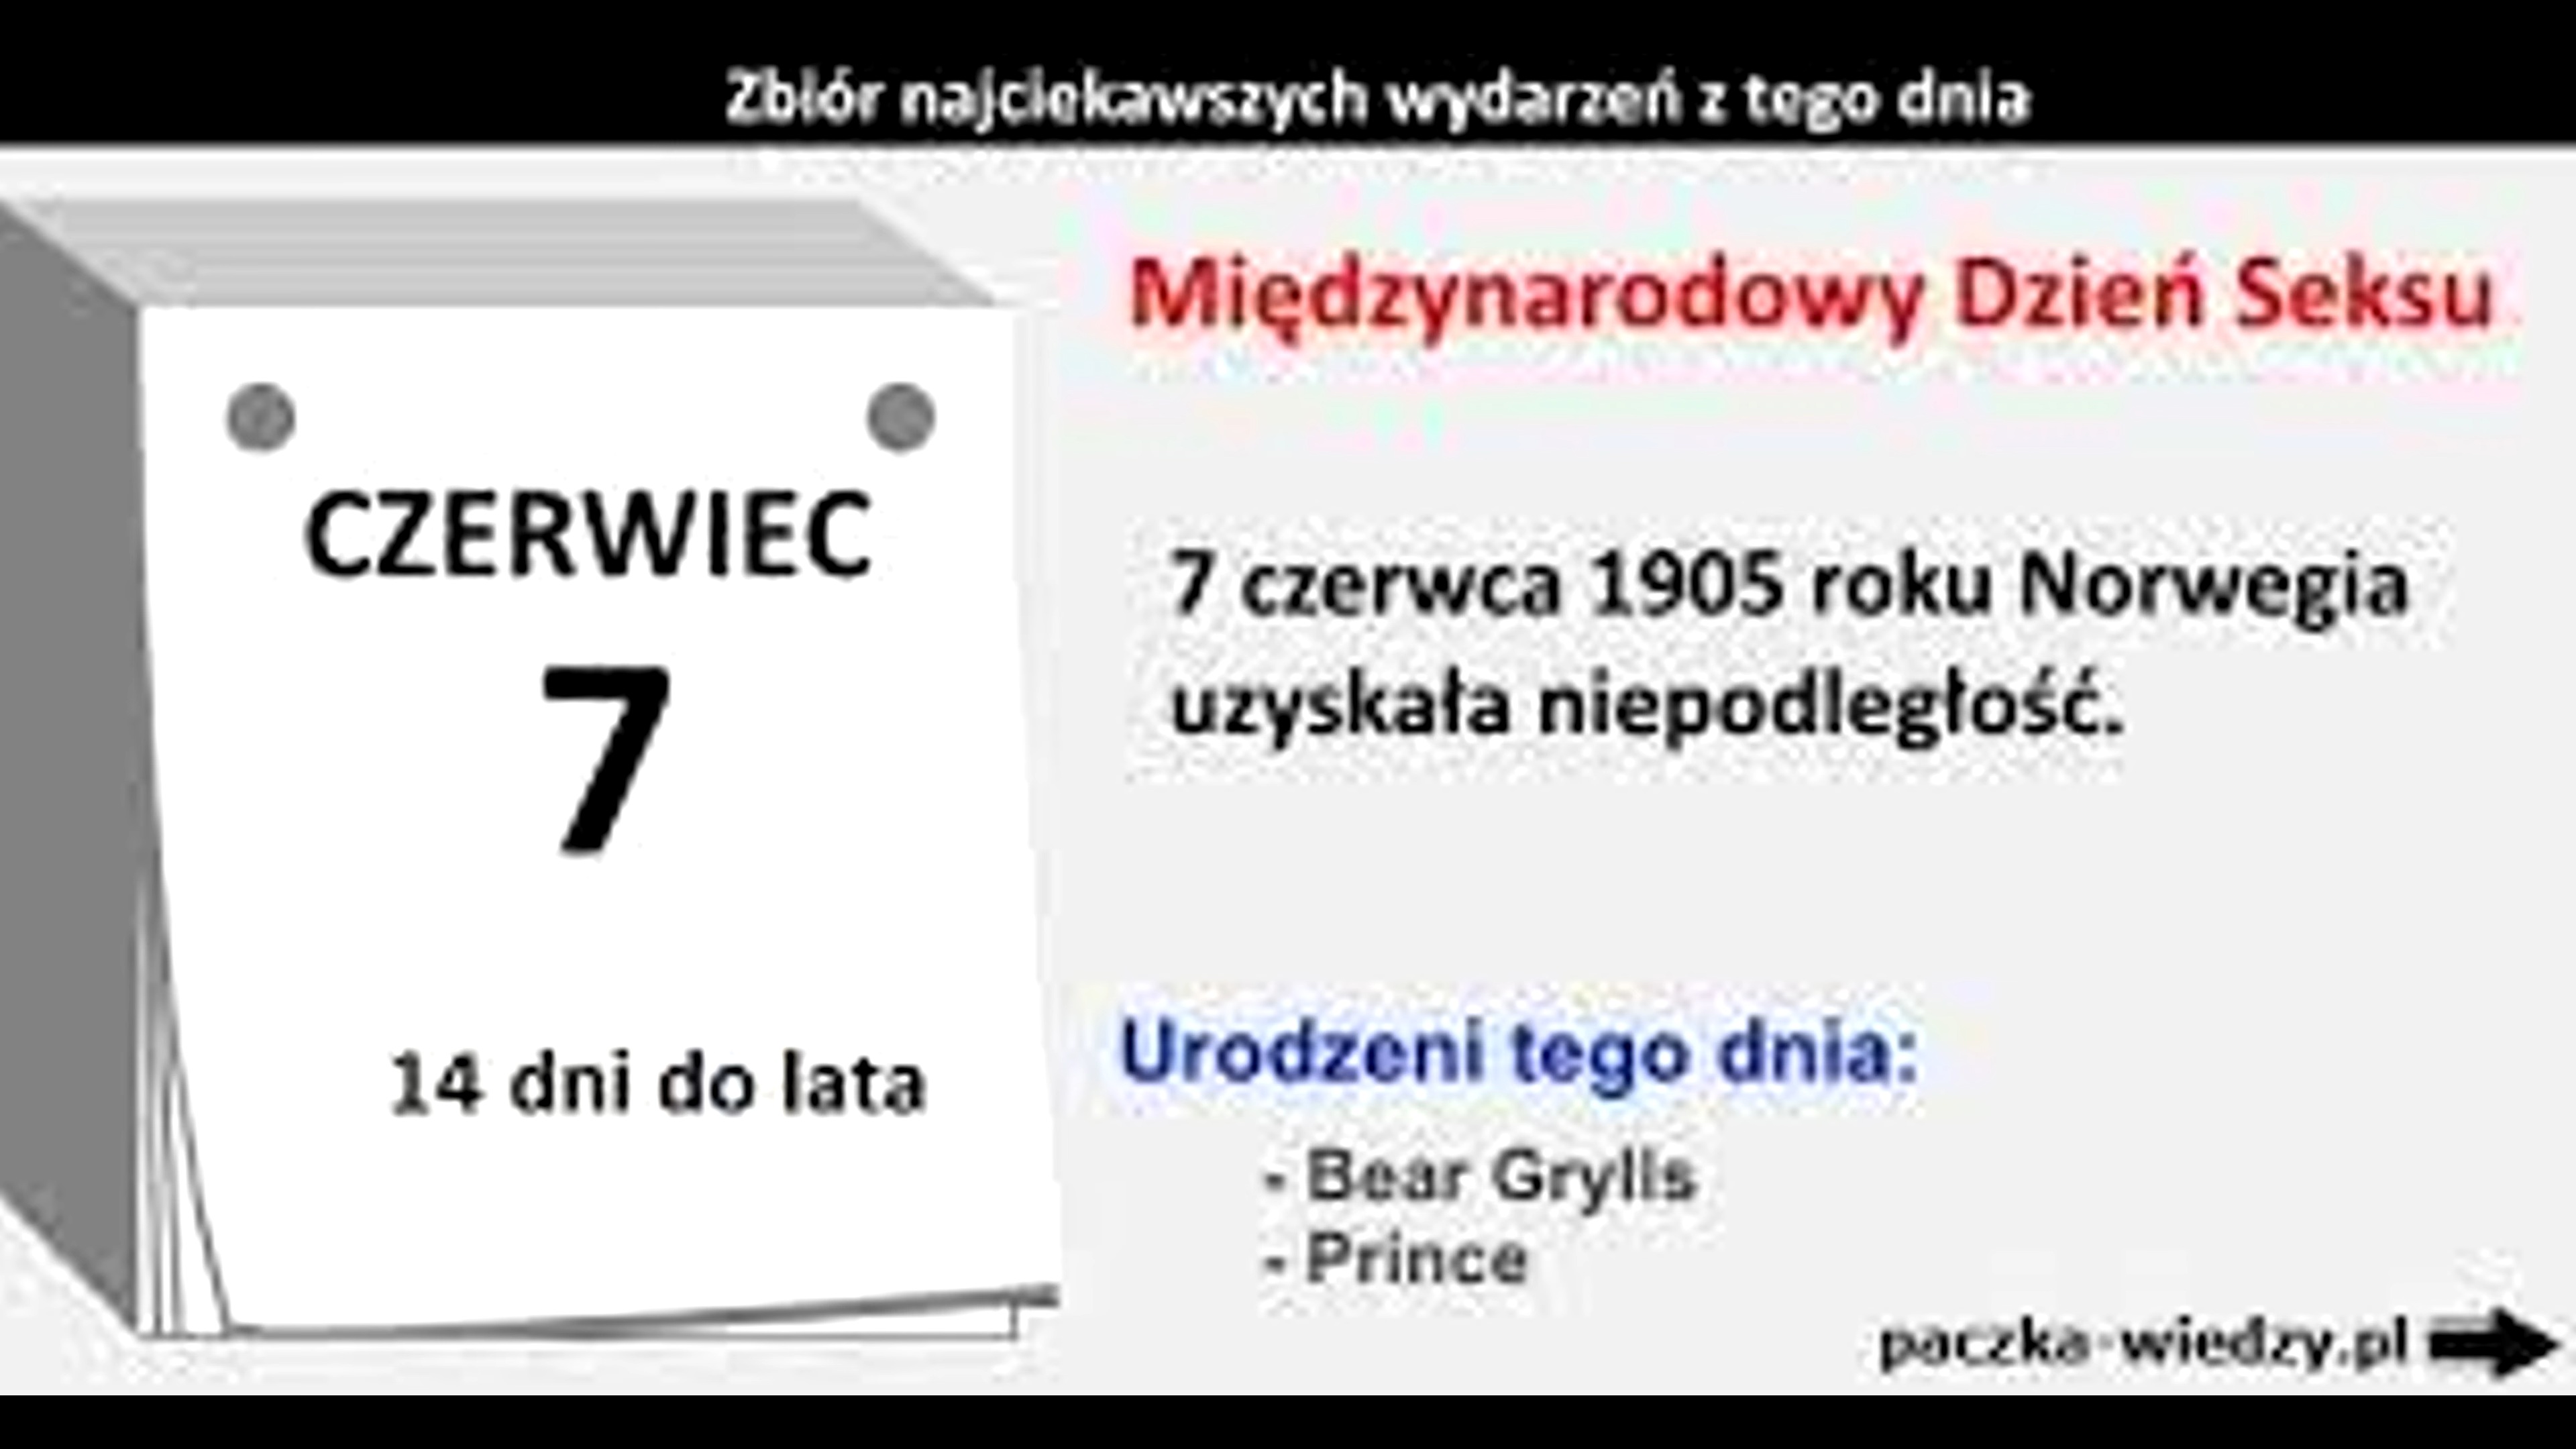 Zbiór najciekawszych wydarzeń z tego dnia
Międzynarodowy Dzień Seksu
CZERWIEC
7
14 dni do lata
7 czerwca 1905 roku Norwegia
uzyskała niepodległość.
Urodzeni tego dnia:
- Bear Grylls
- Prince
paczka-wiedzy.pl